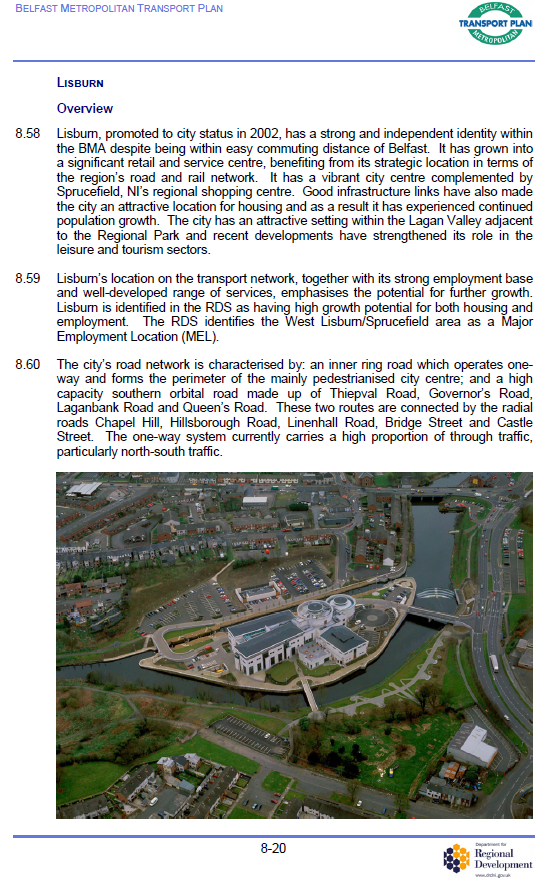 BELFAST METROPOLITAN TRANSPORT PLAN
BELFAST
TRANSPORT PLAN
METROPOLITAN
LISBURN
Overview
8.58 Lisburn, promoted to city status in 2002, has a strong and independent identity within
the BMA despite being within easy commuting distance of Belfast. It has grown into
a significant retail and service centre, benefiting from its strategic location in terms of
the region's road and rail network. It has a vibrant city centre complemented by
Sprucefield, NI's regional shopping centre. Good infrastructure links have also made
the city an attractive location for housing and as a result it has experienced continued
population growth. The city has an attractive setting within the Lagan Valley adjacent
to the Regional Park and recent developments have strengthened its role in the
leisure and tourism sectors.
8.59 Lisburn's location on the transport network, together with its strong employment base
and well-developed range of services, emphasises the potential for further growth.
Lisburn is identified in the RDS as having high growth potential for both housing and
employment. The RDS identifies the West Lisburn/Sprucefield area as a Major
Employment Location (MEL).
8.60 The city's road network is characterised by: an inner ring road which operates one-
way and forms the perimeter of the mainly pedestrianised city centre; and a high
capacity southern orbital road made up of Thiepval Road, Governor's Road,
Laganbank Road and Queen's Road. These two routes are connected by the radial
roads Chapel Hill, Hillsborough Road, Linenhall Road, Bridge Street and Castle
Street. The one-way system currently carries a high proportion of through traffic,
particularly north-south traffic.
8-20
Department for
Regional
Development
www.drdni.gov.uk